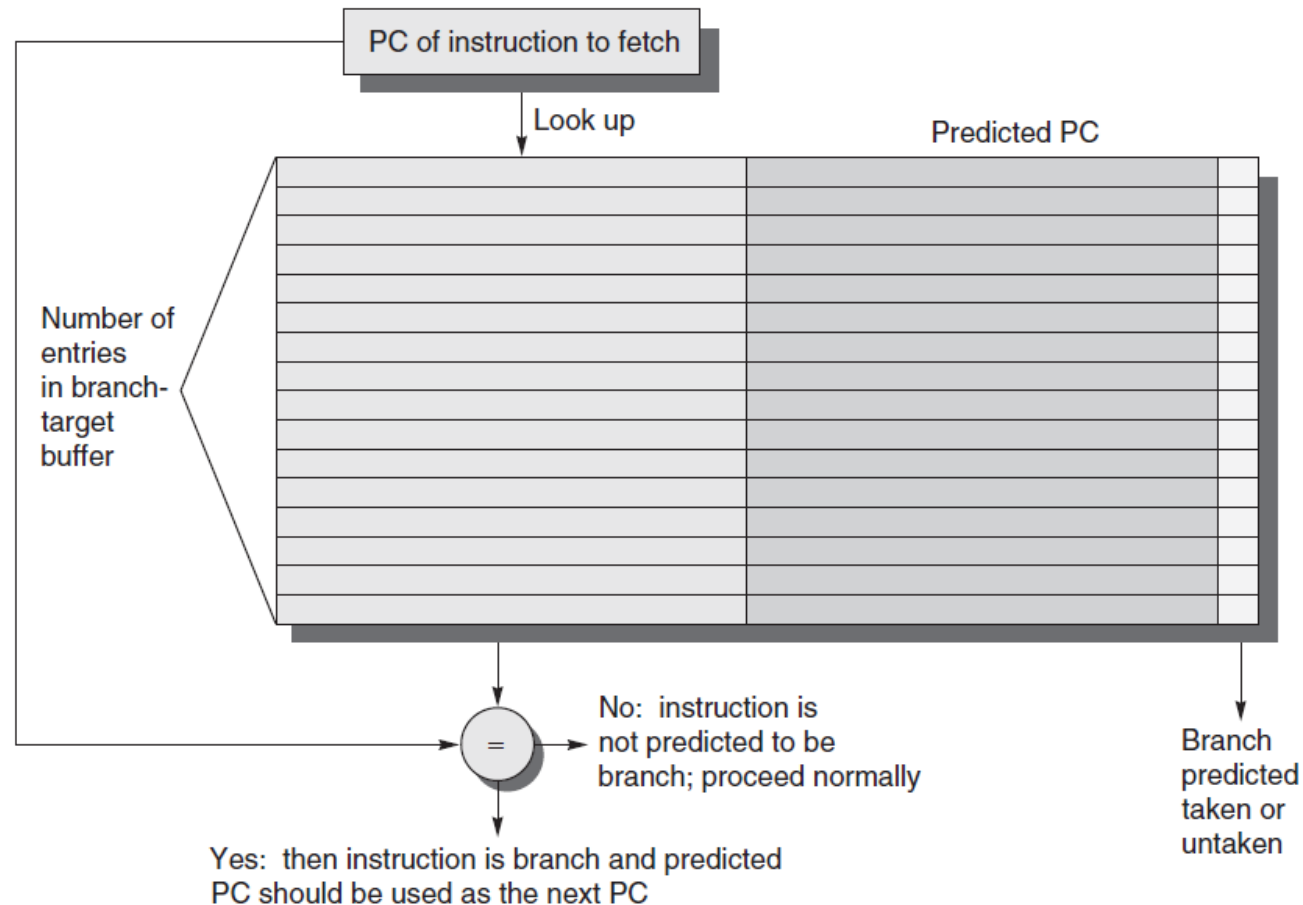 PC of instruction to fetch
Look up
Predicted PC
Number of
entries
in branch-
target
buffer
=
No: instruction is
not predicted to be
branch; proceed normally
Branch
predicted
taken or
untaken
Yes: then instruction is branch and predicted
PC should be used as the next PC